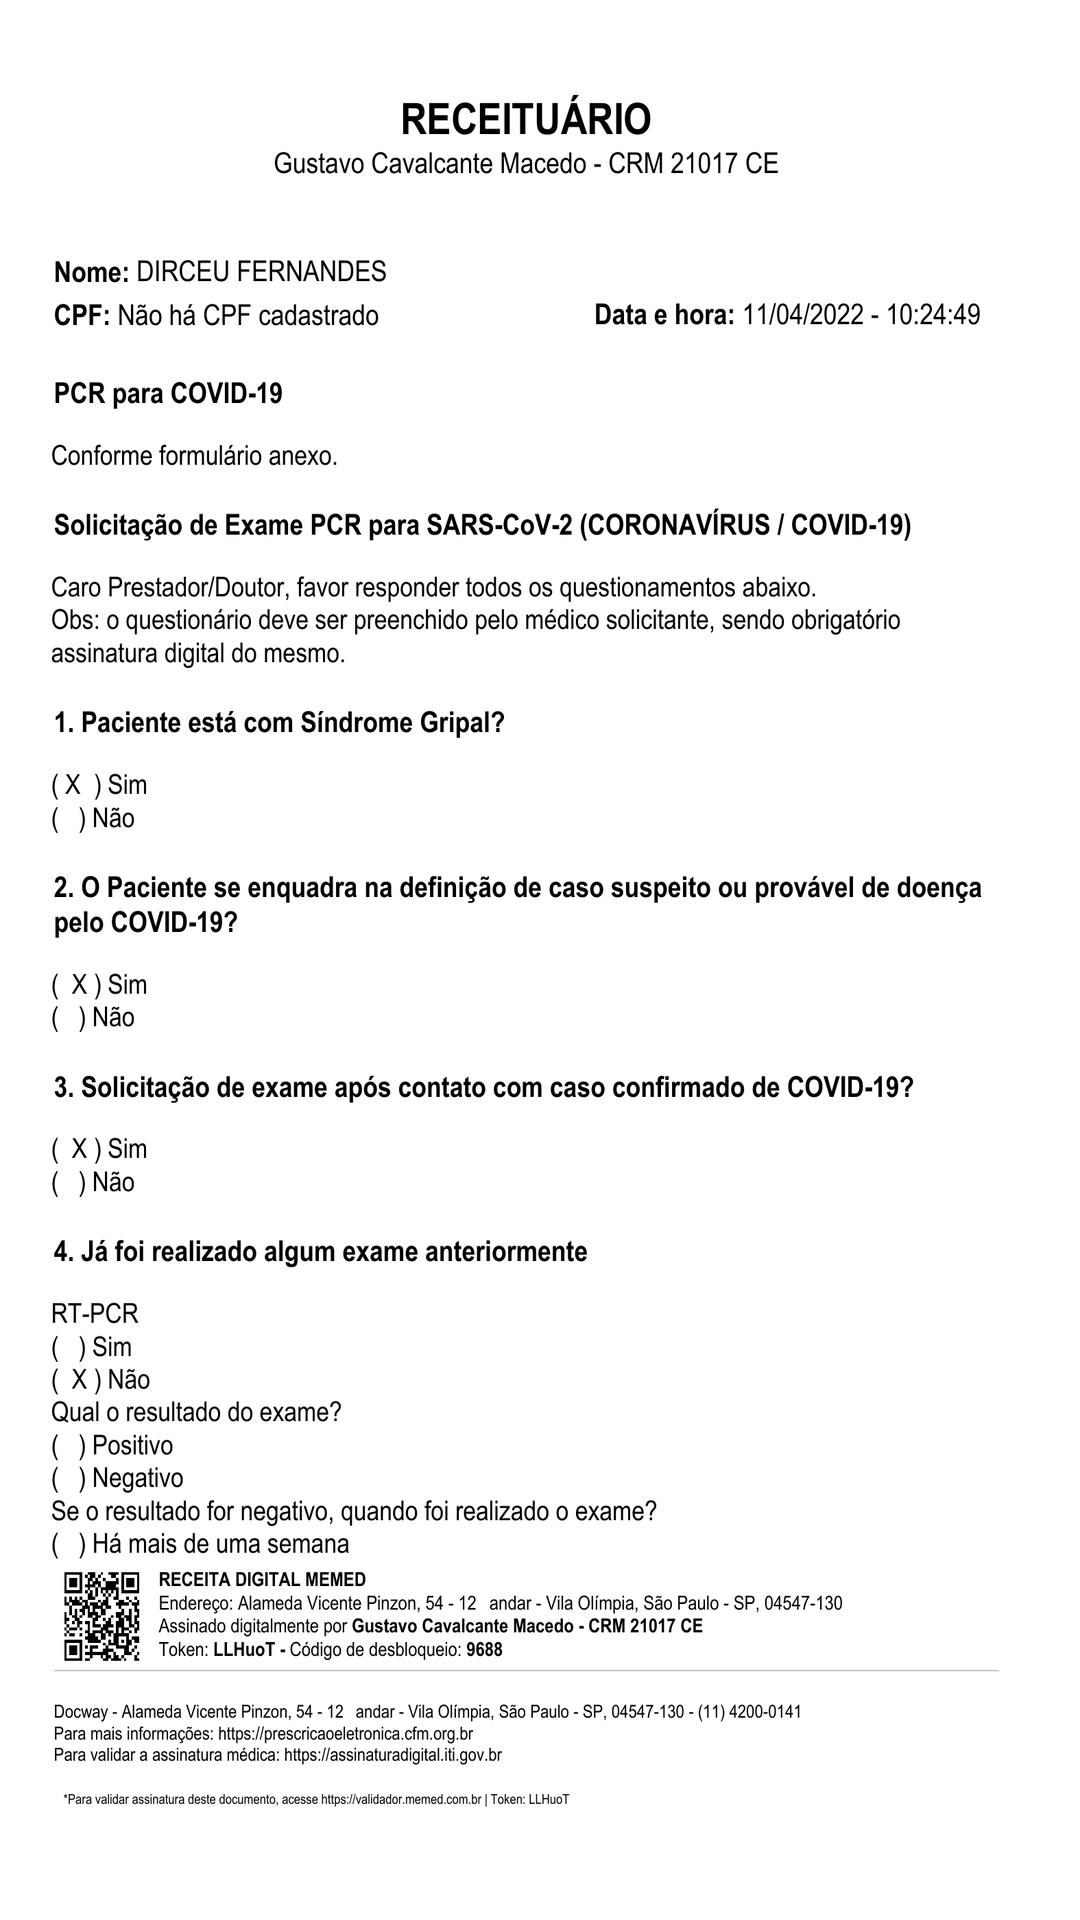 RECEITUÁRIO
Gustavo Cavalcante Macedo - CRM 21017 CE
Nome: DIRCEU FERNANDES
CPF: Não há CPF cadastrado Data e hora: 11/04/2022 - 10:24:49
PCR para COVID-19
Conforme formulário anexo.
Solicitação de Exame PCR para SARS-CoV-2 (CORONAVÍRUS / COVID-19)
Caro Prestador/Doutor, favor responder todos os questionamentos abaixo.
Obs: o questionário deve ser preenchido pelo médico solicitante, sendo obrigatório
assinatura digital do mesmo.
1. Paciente está com Síndrome Gripal?
( X ) Sim
( ) Não
2. O Paciente se enquadra na definição de caso suspeito ou provável de doença
pelo COVID-19?
( X ) Sim
( ) Não
3. Solicitação de exame após contato com caso confirmado de COVID-19?
( X ) Sim
( ) Não
4. Já foi realizado algum exame anteriormente
RT-PCR
( ) Sim
( X ) Não
Qual o resultado do exame?
( ) Positivo
( ) Negativo
Se o resultado for negativo, quando foi realizado o exame?
( ) Há mais de uma semana
RECEITA DIGITAL MEMED
Endereço: Alameda Vicente Pinzon, 54 - 12 andar - Vila Olímpia, São Paulo - SP, 04547-130
Assinado digitalmente por Gustavo Cavalcante Macedo - CRM 21017 CE
Token: LLHuoT - Código de desbloqueio: 9688
Docway - Alameda Vicente Pinzon, 54 - 12 andar - Vila Olímpia, São Paulo - SP, 04547-130 - (11) 4200-0141
Para mais informações: https://prescricaoeletronica.cfm.org.br
Para validar a assinatura médica: https://assinaturadigital.iti.gov.br
*Para validar assinatura deste documento, acesse https://validador.memed.com.br | Token: LLHuoT